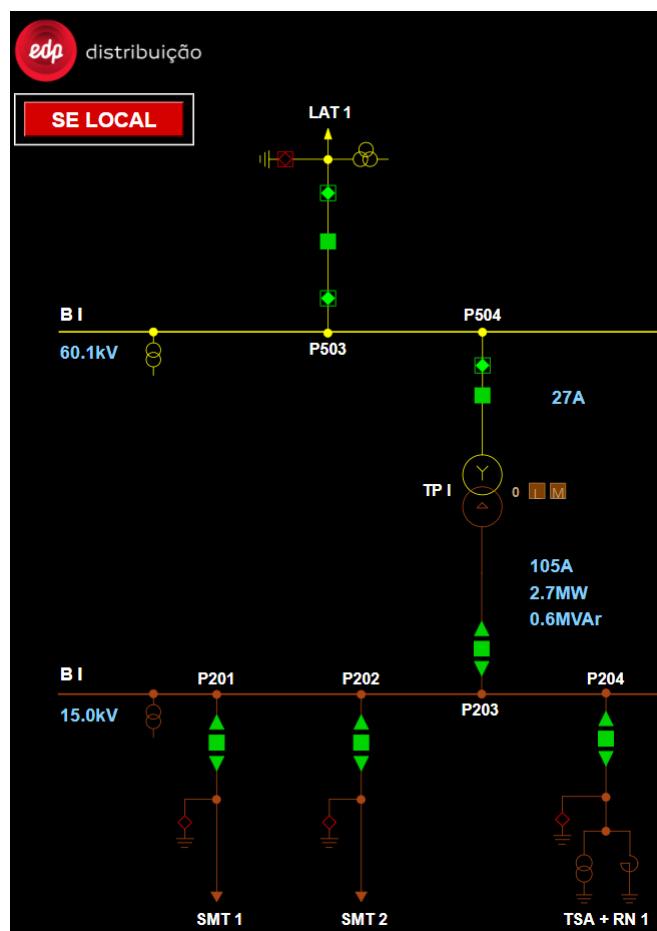 edp distribuição
SE LOCAL
LAT 1
B I
P504
60.1kV
P503
27A
TP I
0 L M
105A
2.7MW
0.6MVAr
B I
P201
P202
P204
15.0kV
P203
SMT 1
SMT 2
TSA + RN 1